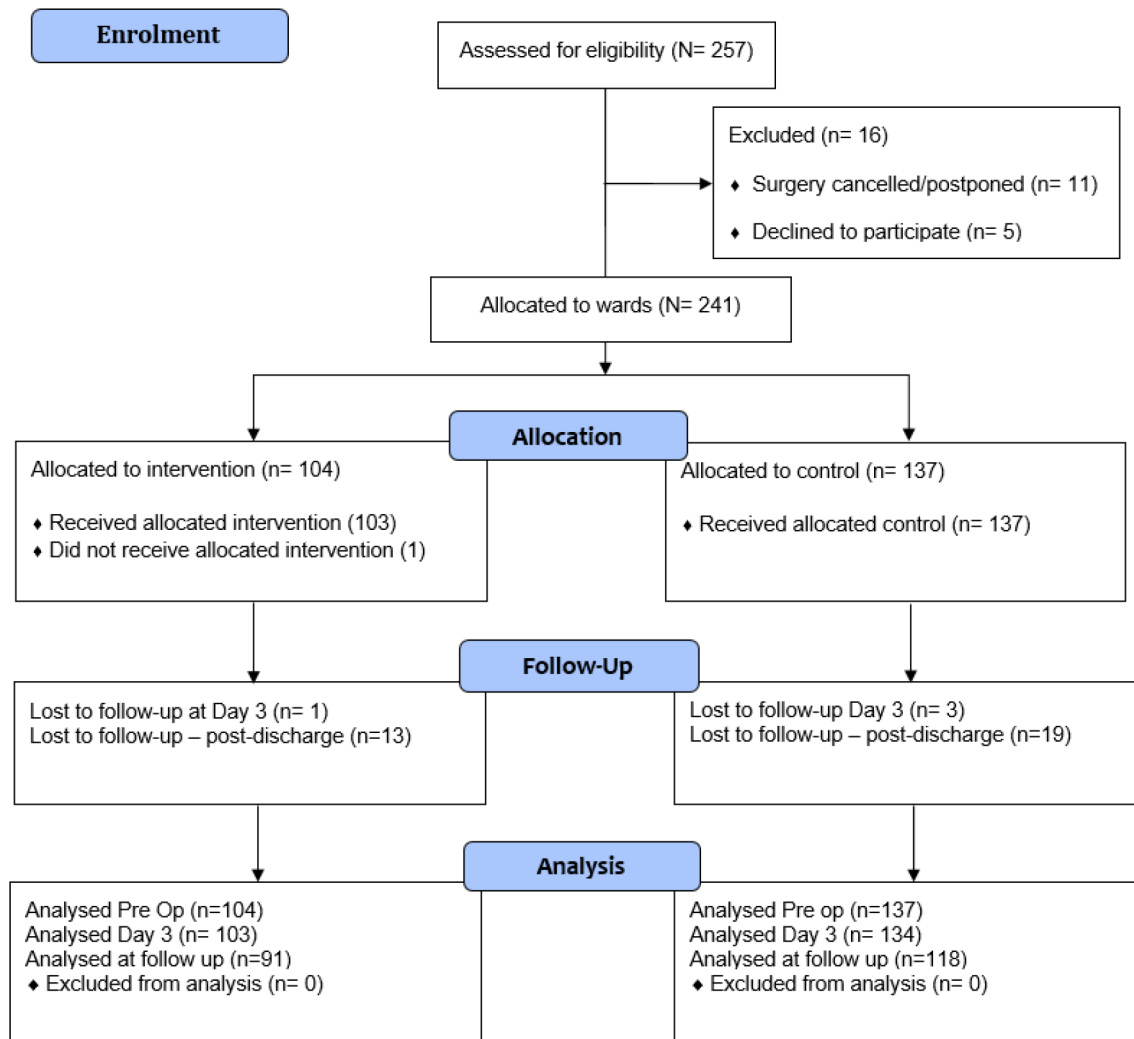 Enrolment
Assessed for eligibility (N= 257)
Excluded (n= 16)
♦ Surgery cancelled/postponed (n= 11)
♦ Declined to participate (n= 5)
Allocated to wards (N= 241)
Allocation
Allocated to intervention (n= 104)
♦ Received allocated intervention (103)
♦ Did not receive allocated intervention (1)
Allocated to control (n= 137)
♦ Received allocated control (n= 137)
Follow-Up
Lost to follow-up at Day 3 (n= 1)
Lost to follow-up – post-discharge (n=13)
Lost to follow-up Day 3 (n= 3)
Lost to follow-up – post-discharge (n=19)
Analysis
Analysed Pre Op (n=104)
Analysed Day 3 (n= 103)
Analysed at follow up (n=91)
♦ Excluded from analysis (n= 0)
Analysed Pre op (n=137)
Analysed Day 3 (n= 134)
Analysed at follow up (n=118)
♦ Excluded from analysis (n= 0)